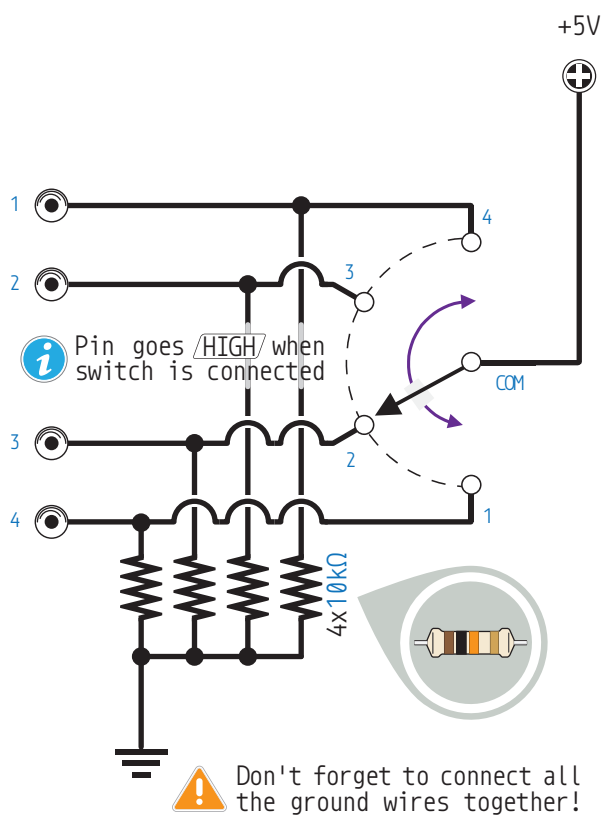 +5V
1
4
2
3
Pin goes HIGH when
switch is connected
COM
3
2
4
1
4x10kΩ
Don't forget to connect all
the ground wires together!